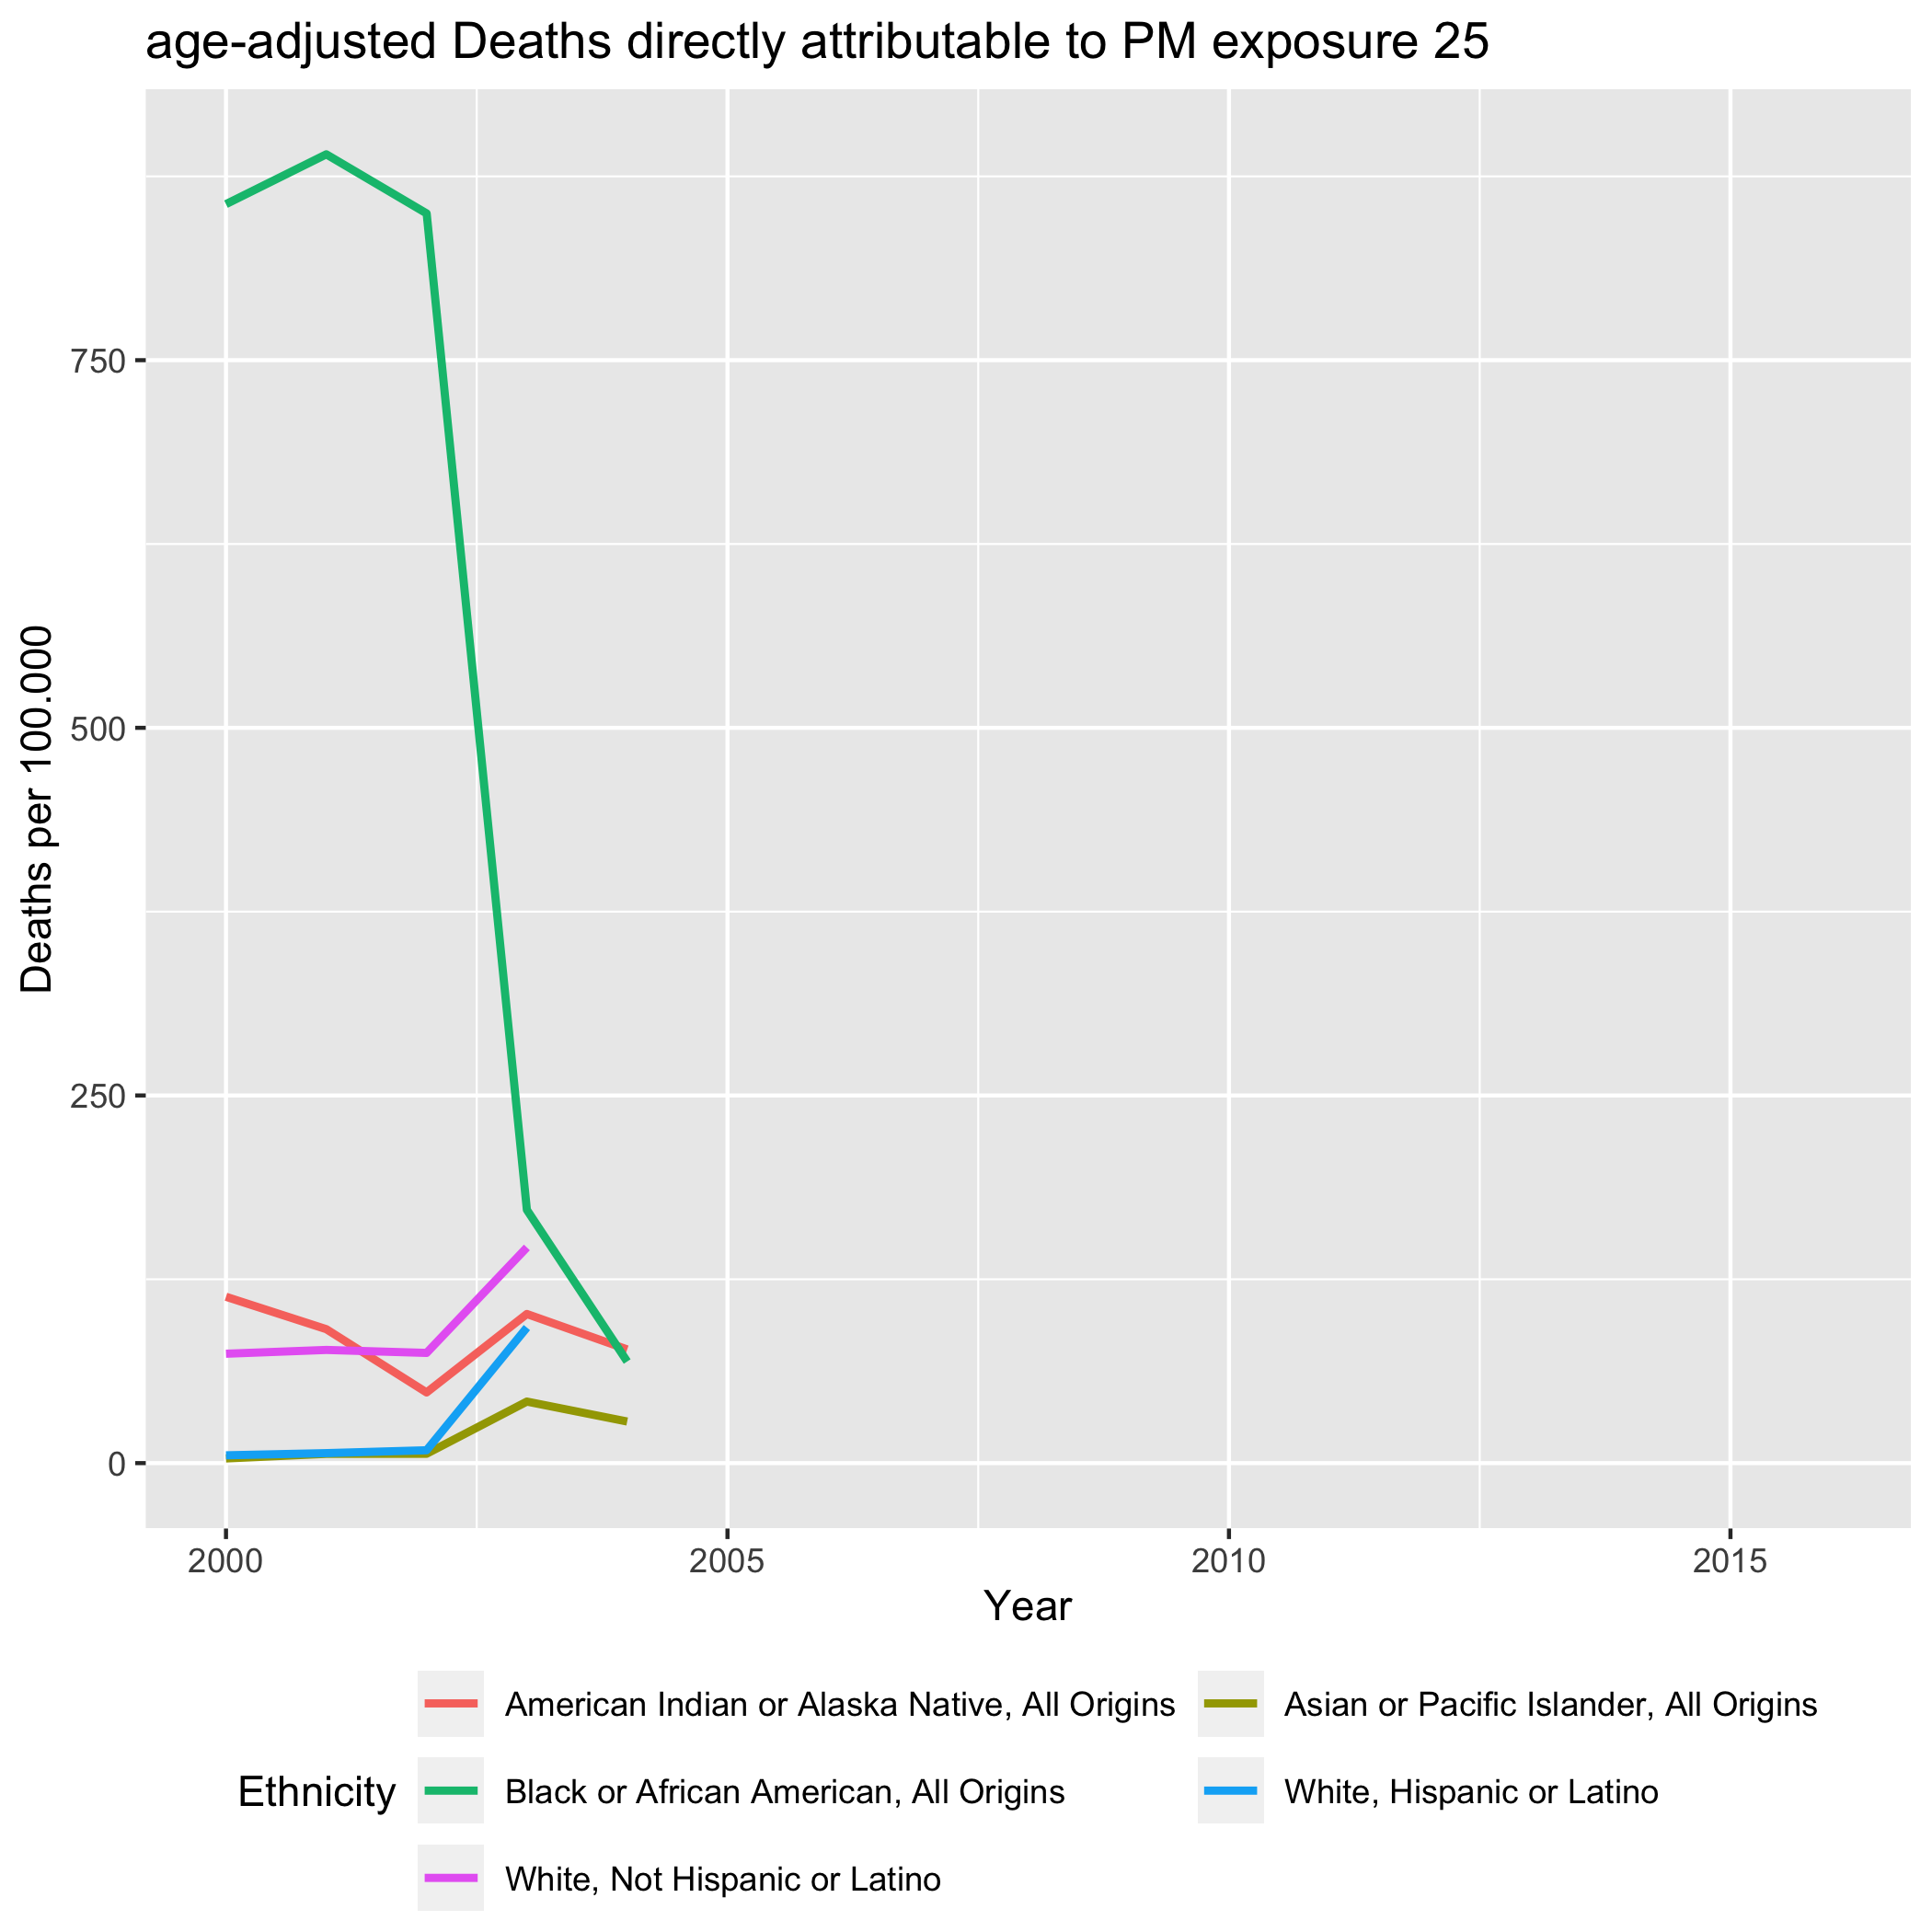 age-adjusted Deaths directly attributable to PM exposure 25
Deaths per 100.000
750
500
250
0
2000
2005
2010
2015
Year
Ethnicity
American Indian or Alaska Native, All Origins
Asian or Pacific Islander, All Origins
Black or African American, All Origins
White, Hispanic or Latino
White, Not Hispanic or Latino